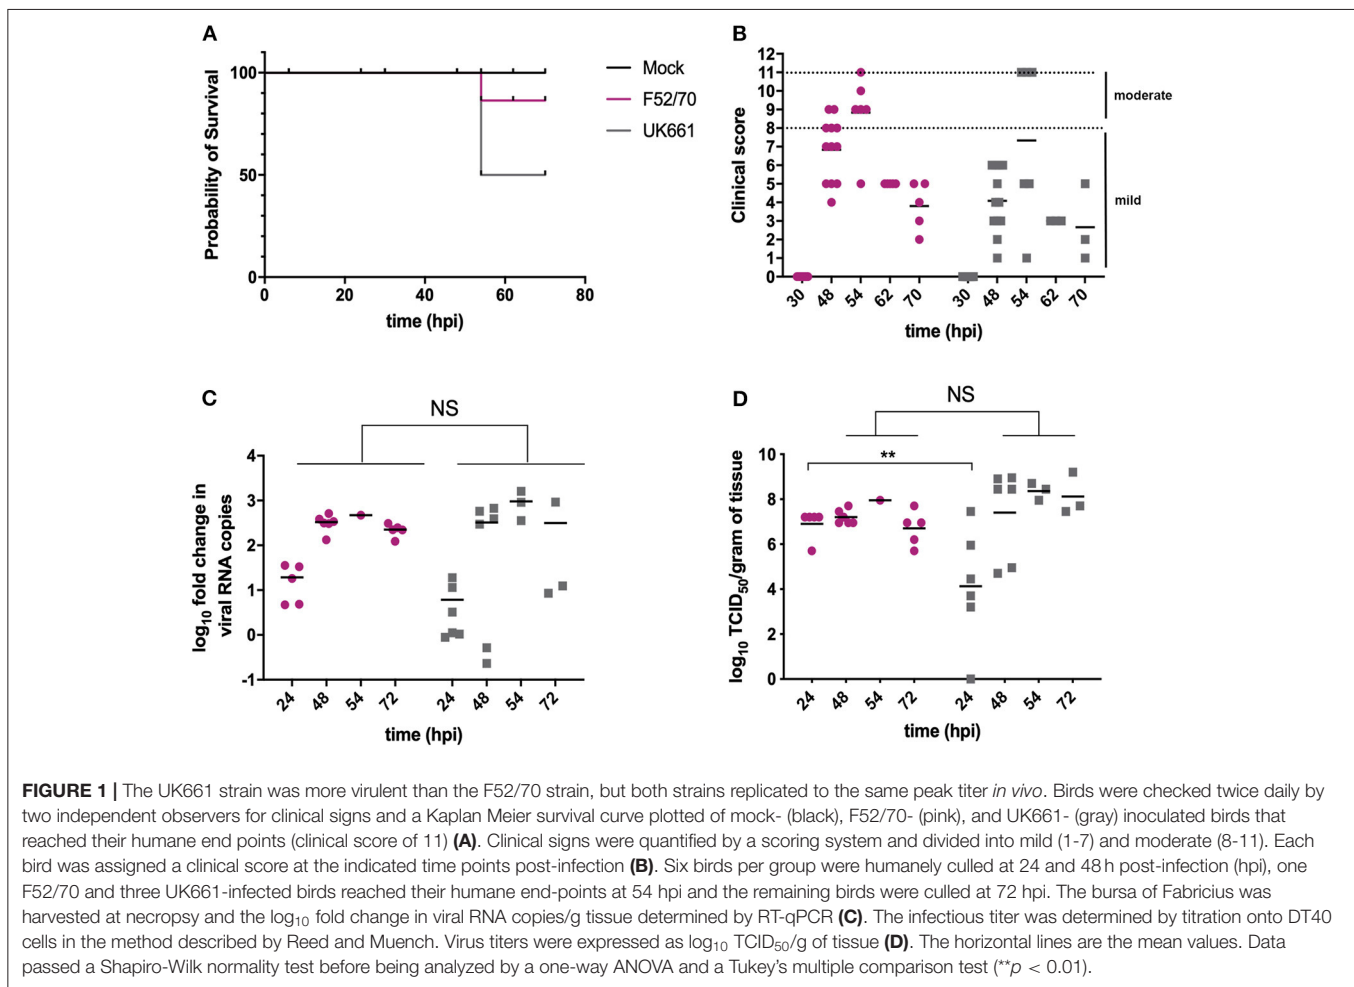 A
100
50
0
0
20
40
60
80
Probability of Survival
time (hpi)
Mock
F52/70
UK661
B
12
11
10
9
8
7
6
5
4
3
2
1
0
Clinical score
30
48
54
62
70
30
48
54
62
70
time (hpi)
moderate
mild
C
NS
4
3
2
1
0
-1
log10 fold change in
viral RNA copies
24
48
54
72
24
48
54
72
time (hpi)
D
NS
**
10
8
6
4
2
0
log10 TCID50/gram of tissue
24
48
54
72
24
48
54
72
time (hpi)
FIGURE 1 | The UK661 strain was more virulent than the F52/70 strain, but both strains replicated to the same peak titer in vivo. Birds were checked twice daily by
two independent observers for clinical signs and a Kaplan Meier survival curve plotted of mock- (black), F52/70- (pink), and UK661- (gray) inoculated birds that
reached their humane end points (clinical score of 11) (A). Clinical signs were quantified by a scoring system and divided into mild (1-7) and moderate (8-11). Each
bird was assigned a clinical score at the indicated time points post-infection (B). Six birds per group were humanely culled at 24 and 48 h post-infection (hpi), one
F52/70 and three UK661-infected birds reached their humane end-points at 54 hpi and the remaining birds were culled at 72 hpi. The bursa of Fabricius was
harvested at necropsy and the log10 fold change in viral RNA copies/g tissue determined by RT-qPCR (C). The infectious titer was determined by titration onto DT40
cells in the method described by Reed and Muench. Virus titers were expressed as log10 TCID50/g of tissue (D). The horizontal lines are the mean values. Data
passed a Shapiro-Wilk normality test before being analyzed by a one-way ANOVA and a Tukey's multiple comparison test (**p < 0.01).